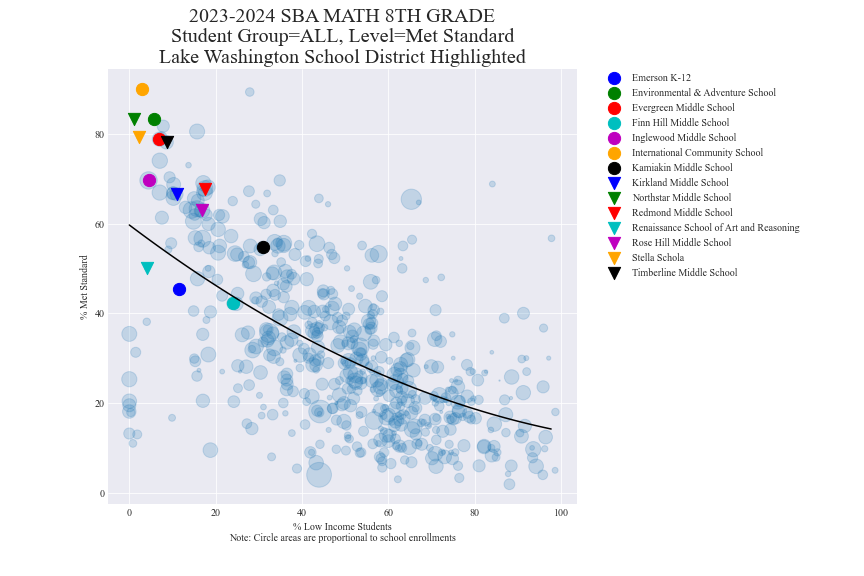 2023-2024 SBA MATH 8TH GRADE
Student Group=ALL, Level=Met Standard
Lake Washington School District Highlighted
Emerson K-12
Environmental & Adventure School
Evergreen Middle School
Finn Hill Middle School
Inglewood Middle School
International Community School
Kamiakin Middle School
Kirkland Middle School
Northstar Middle School
Redmond Middle School
Renaissance School of Art and Reasoning
Rose Hill Middle School
Stella Schola
Timberline Middle School
% Met Standard
80
60
40
20
0
0 20 40 60 80 100
% Low Income Students
Note: Circle areas are proportional to school enrollments